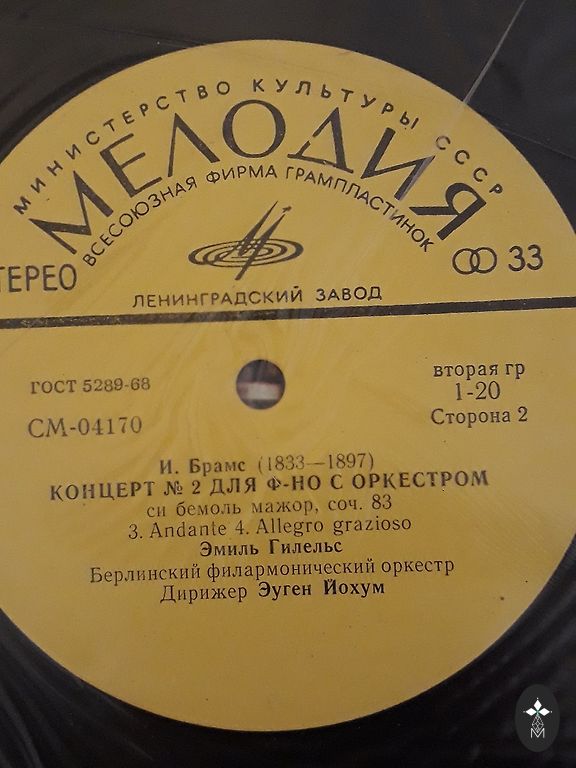 МИНИСТЕРСТВО КУЛЬТУРЫ СССР
МЕЛОДИЯ
ВСЕСОЮЗНАЯ ФИРМА ГРАМПЛАСТИНОК
ТЕРЕО
33
ЛЕНИНГРАДСКИЙ ЗАВОД
ГОСТ 5289-68
вторая гр
1-20
СМ-04170
Сторона 2
И. Брамс (1833—1897)
КОНЦЕРТ № 2 ДЛЯ Ф-НО С ОРКЕСТРОМ
си бемоль мажор, соч. 83
3. Andante 4. Allegro grazioso
Эмиль Гилельс
Берлинский филармонический оркестр
Дирижер Эуген Йохум
M